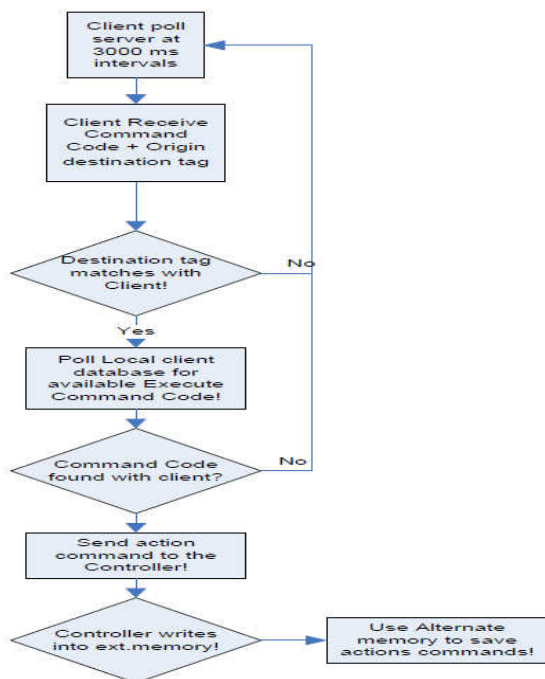 Client poll
server at
3000 ms
intervals
Client Receive
Command
Code + Origin
destination tag
Destination tag
matches with
Client!
No
Yes
Poll Local client
database for
available Execute
Command Code!
Command Code
found with client?
No
Send action
command to the
Controller!
Controller writes
into ext.memory!
Use Alternate
memory to save
actions commands!